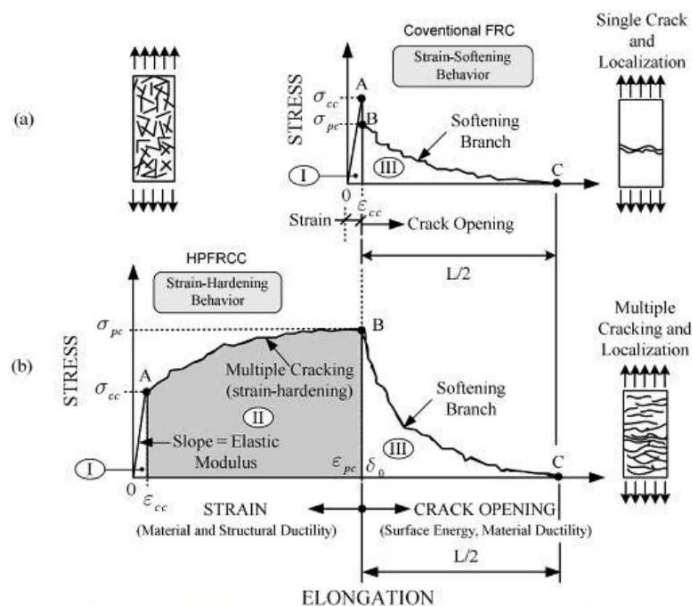 Coventional FRC
Strain-Softening
Behavior
Single Crack
and
Localization
(a)
STRESS
σcc
σpc
A
B
Softening
Branch
I
III
C
0
εcc
Strain
Crack Opening
L/2
HPFRCC
Strain-Hardening
Behavior
(b)
STRESS
σpc
σcc
A
B
Multiple Cracking
(strain-hardening)
II
Slope = Elastic
Modulus
I
0
εcc
εpc
δ0
Softening
Branch
III
C
Multiple
Cracking and
Localization
STRAIN
(Material and Structural Ductility)
CRACK OPENING
(Surface Energy, Material Ductility)
L/2
ELONGATION